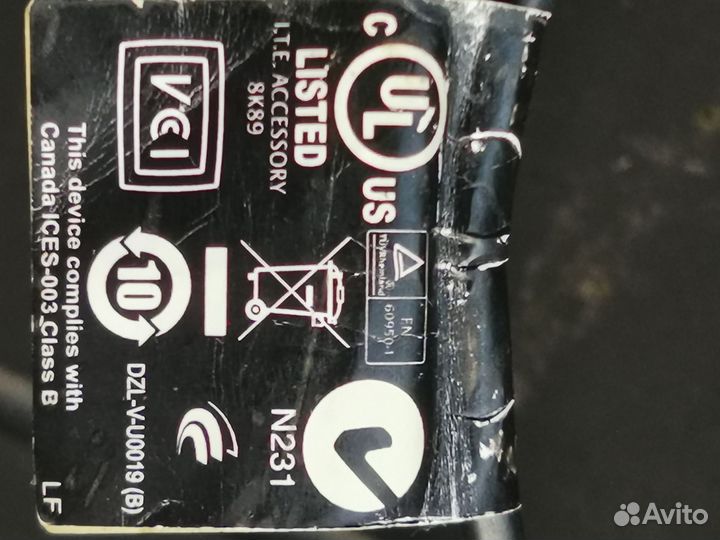 C UL US
LISTED
I.T.E. ACCESSORY
8K89
TÜVRheinland
EN
60950-1
N231
VCI
10
DZL-V-U0019 (B)
This device complies with
Canada ICES-003 Class B
LF
Avito